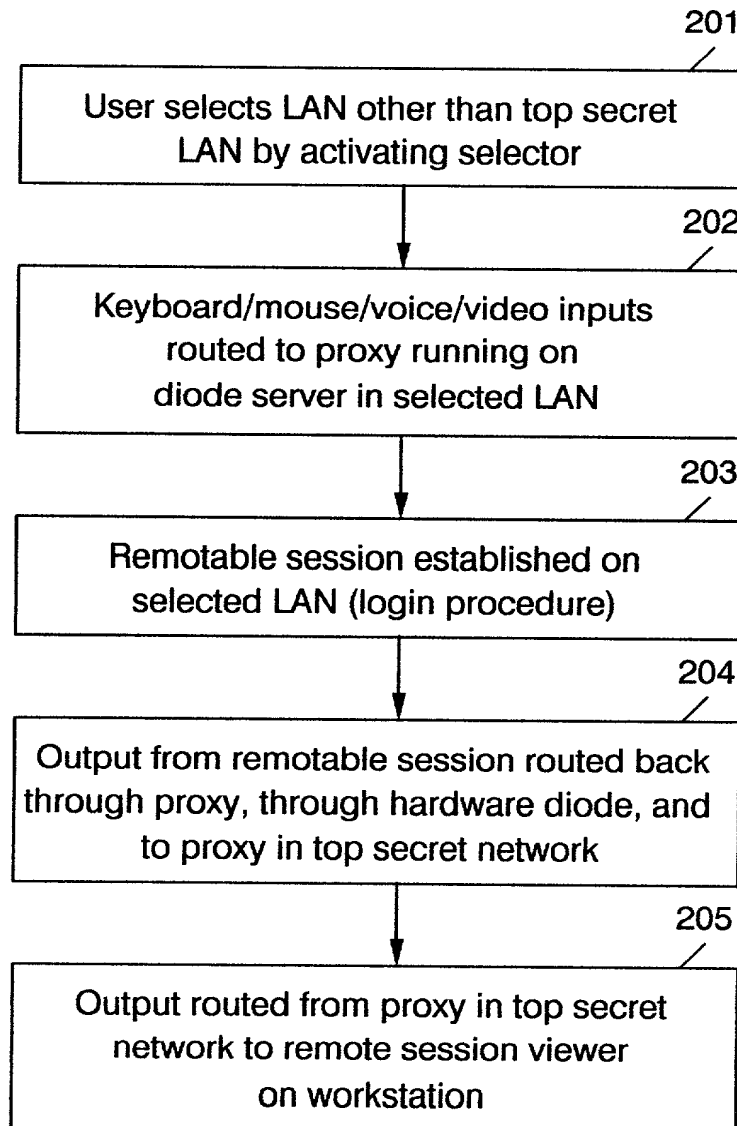 201
User selects LAN other than top secret
LAN by activating selector
202
Keyboard/mouse/voice/video inputs
routed to proxy running on
diode server in selected LAN
203
Remotable session established on
selected LAN (login procedure)
204
Output from remotable session routed back
through proxy, through hardware diode, and
to proxy in top secret network
205
Output routed from proxy in top secret
network to remote session viewer
on workstation